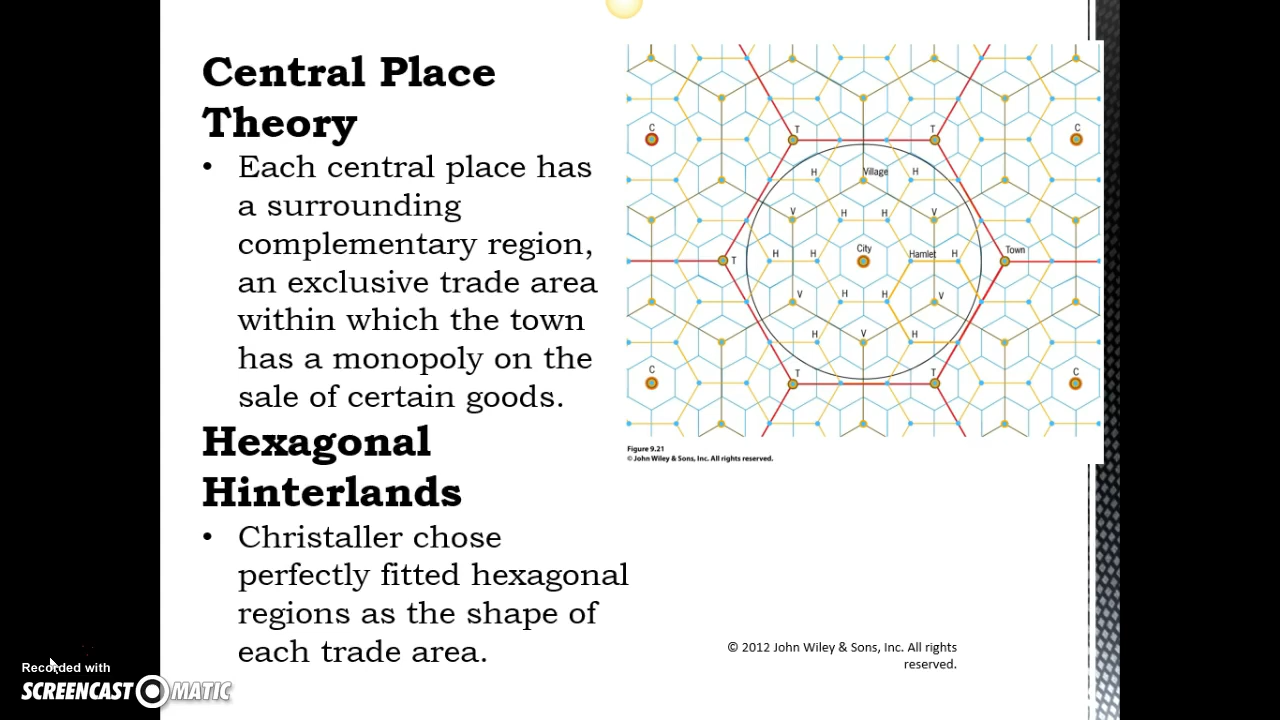 Central Place
Theory
• Each central place has
a surrounding
complementary region,
an exclusive trade area
within which the town
has a monopoly on the
sale of certain goods.
Hexagonal
Hinterlands
• Christaller chose
perfectly fitted hexagonal
regions as the shape of
each trade area.
T T
C C
H Village H
V H H V
City
T H H Hamlet H Town
V H H V
H V H
T T
C C
Figure 9.21
© John Wiley & Sons, Inc. All rights reserved.
© 2012 John Wiley & Sons, Inc. All rights
reserved.
Recorded with
SCREENCAST MATIC